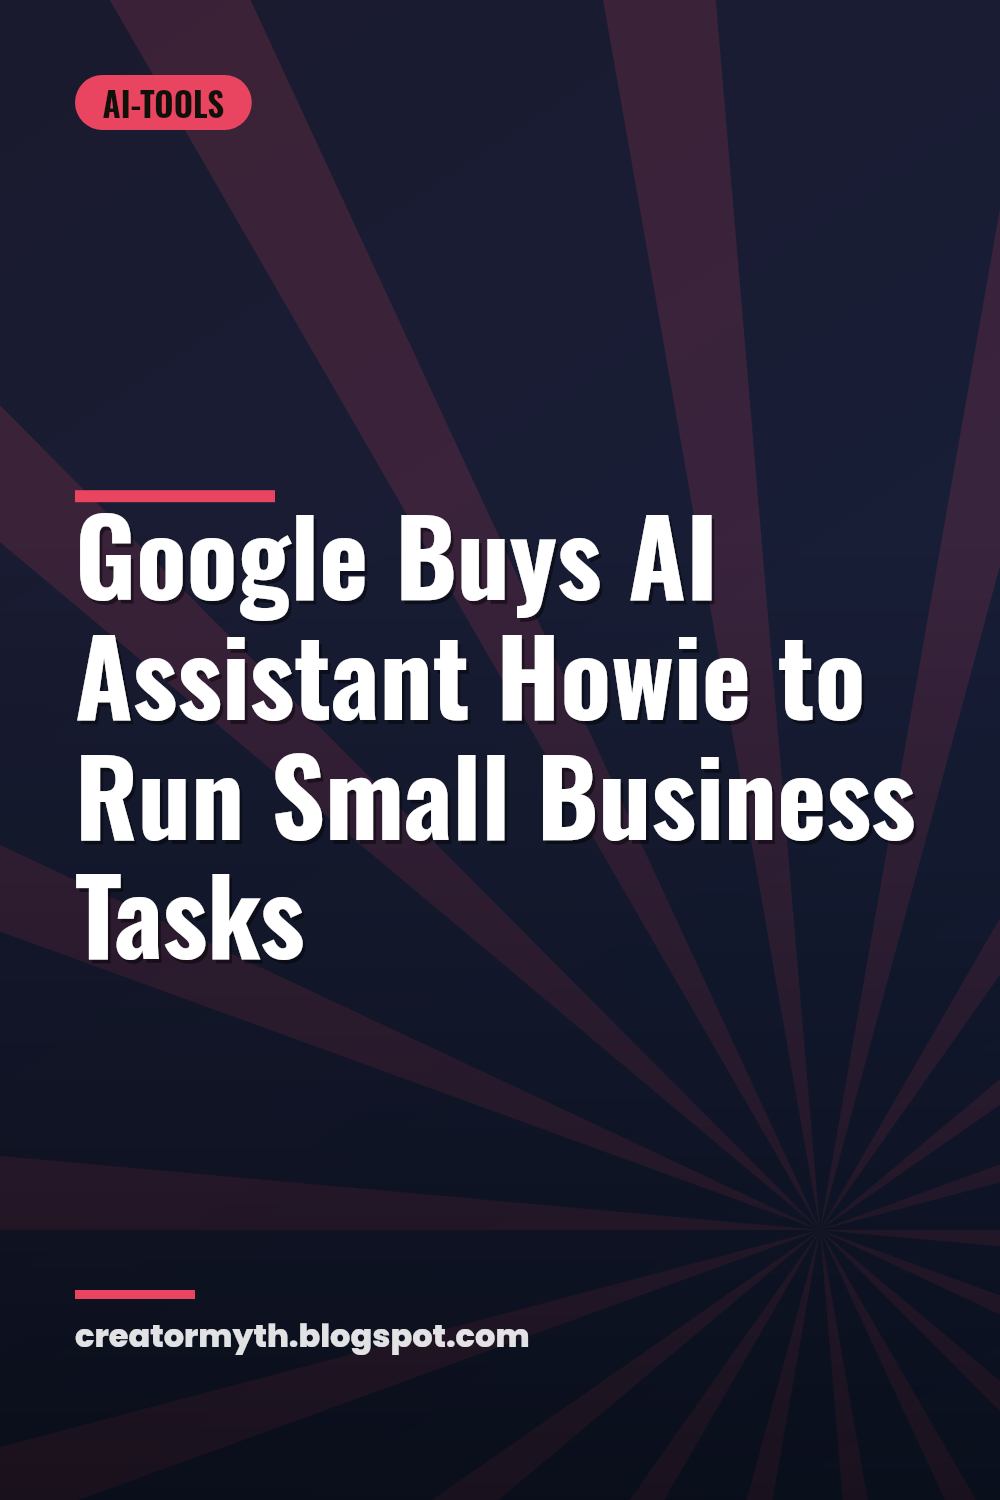 AI-TOOLS
Google Buys AI
Assistant Howie to
Run Small Business
Tasks
creatormyth.blogspot.com